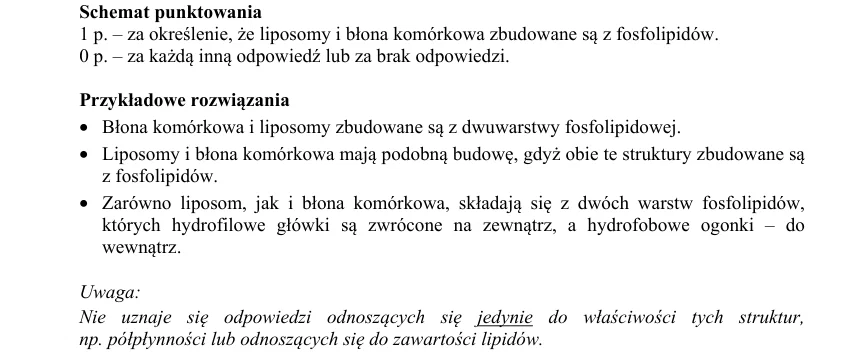 Schemat punktowania
1 p. – za określenie, że liposomy i błona komórkowa zbudowane są z fosfolipidów.
0 p. – za każdą inną odpowiedź lub za brak odpowiedzi.
Przykładowe rozwiązania
• Błona komórkowa i liposomy zbudowane są z dwuwarstwy fosfolipidowej.
• Liposomy i błona komórkowa mają podobną budowę, gdyż obie te struktury zbudowane są
z fosfolipidów.
• Zarówno liposom, jak i błona komórkowa, składają się z dwóch warstw fosfolipidów,
których hydrofilowe główki są zwrócone na zewnątrz, a hydrofobowe ogonki – do
wewnątrz.
Uwaga:
Nie uznaje się odpowiedzi odnoszących się jedynie do właściwości tych struktur,
np. półpłynności lub odnoszących się do zawartości lipidów.